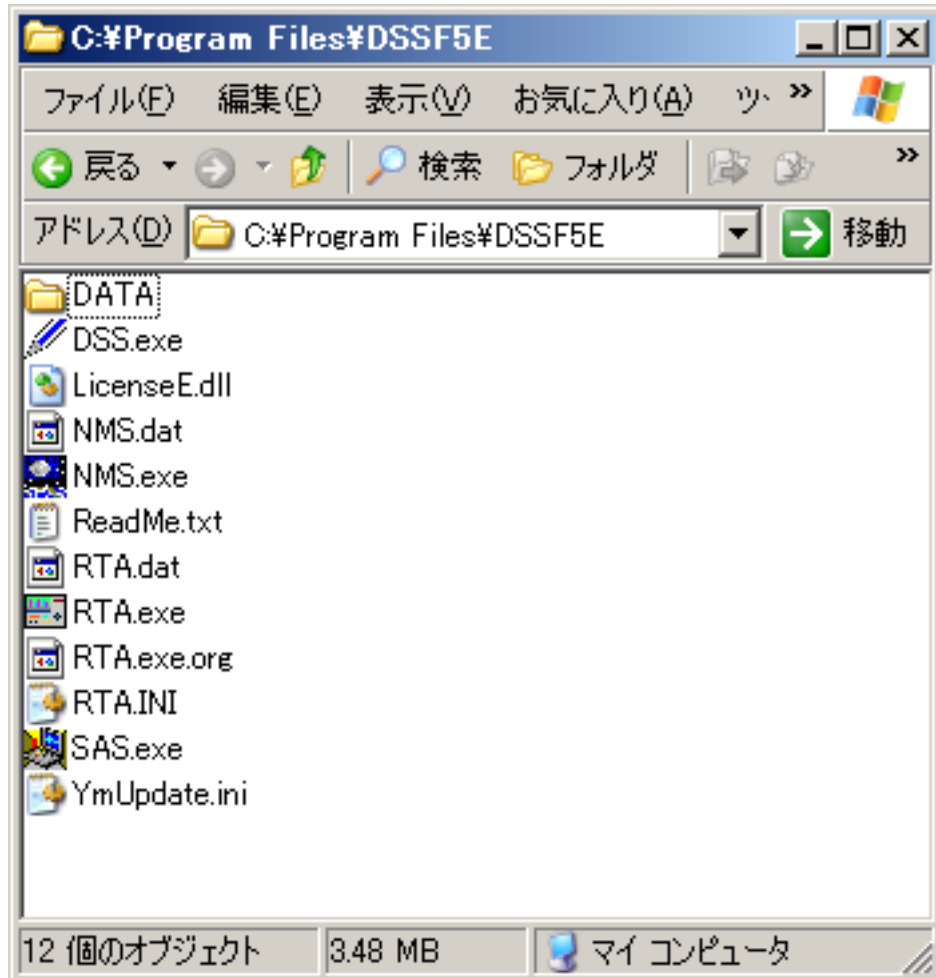 C:¥Program Files¥DSSF5E
ファイル(F) 編集(E) 表示(V) お気に入り(A) ツ »
戻る 検索 フォルダ »
アドレス(D) C:¥Program Files¥DSSF5E 移動
DATA
DSS.exe
LicenseE.dll
NMS.dat
NMS.exe
ReadMe.txt
RTA.dat
RTA.exe
RTA.exe.org
RTA.INI
SAS.exe
YmUpdate.ini
12 個のオブジェクト 3.48 MB マイ コンピュータ